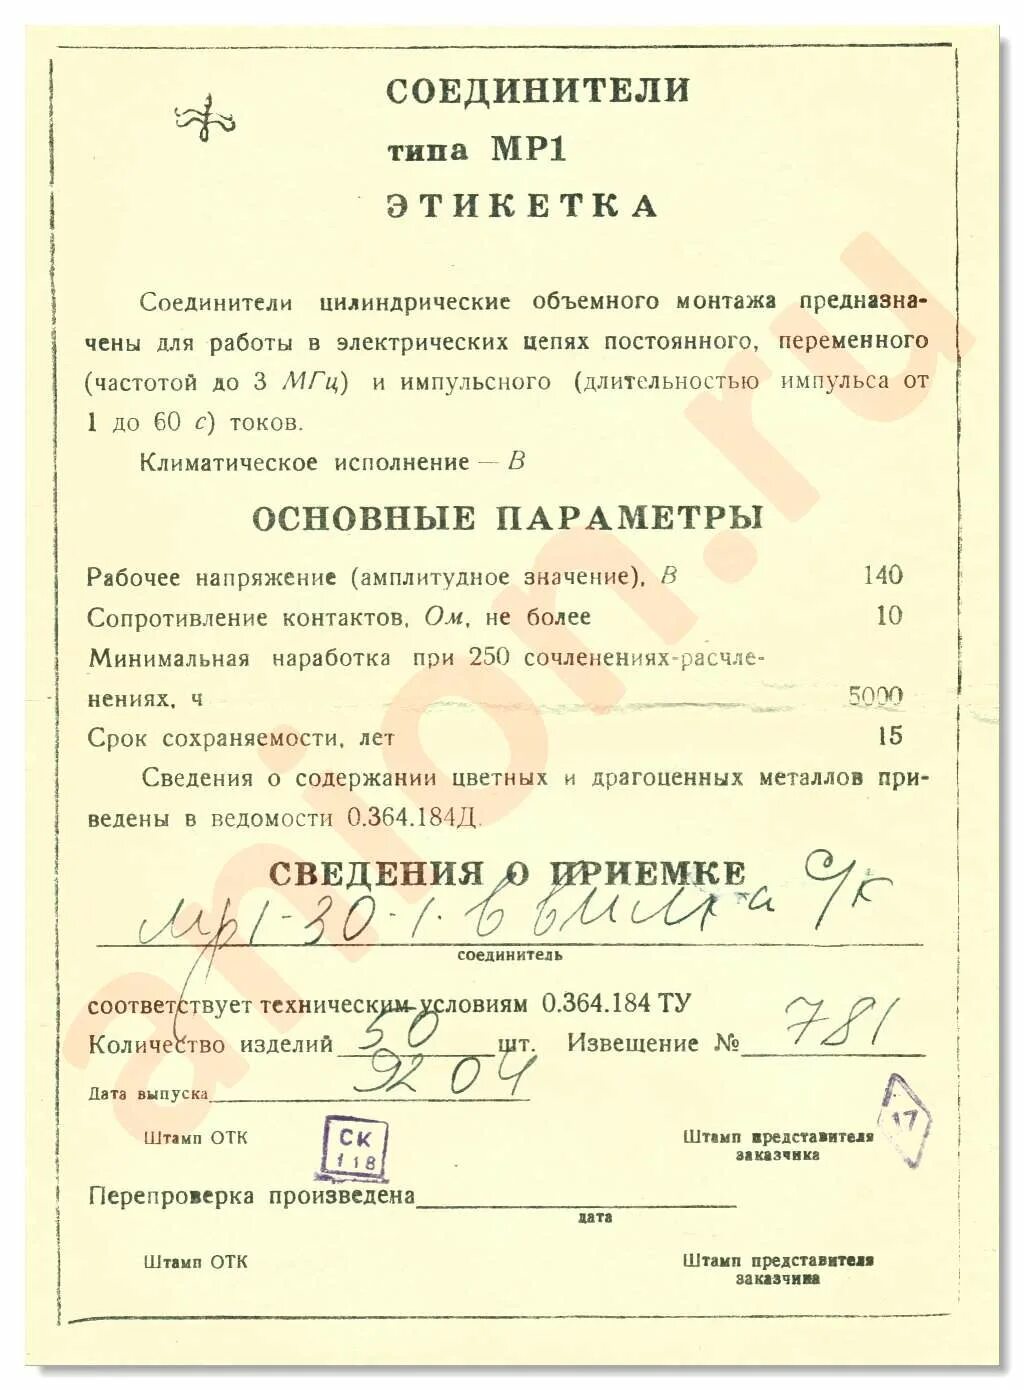 СОЕДИНИТЕЛИ
типа МР1
ЭТИКЕТКА
Соединители цилиндрические объемного монтажа предназна-
чены для работы в электрических цепях постоянного, переменного
(частотой до 3 МГц) и импульсного (длительностью импульса от
1 до 60 с) токов.
Климатическое исполнение — В
ОСНОВНЫЕ ПАРАМЕТРЫ
Рабочее напряжение (амплитудное значение), В 140
Сопротивление контактов, Ом, не более 10
Минимальная наработка при 250 сочленениях-расчле-
нениях, ч 5000
Срок сохраняемости, лет 15
Сведения о содержании цветных и драгоценных металлов при-
ведены в ведомости 0.364.184Д.
СВЕДЕНИЯ О ПРИЕМКЕ
мр1-30-1-в вилка с/к
соединитель
соответствует техническим условиям 0.364.184 ТУ
Количество изделий 50 шт. Извещение № 781
Дата выпуска 9204
Штамп ОТК СК 118 Штамп представителя заказчика 17
Перепроверка произведена
дата
Штамп ОТК Штамп представителя заказчика
anion.ru